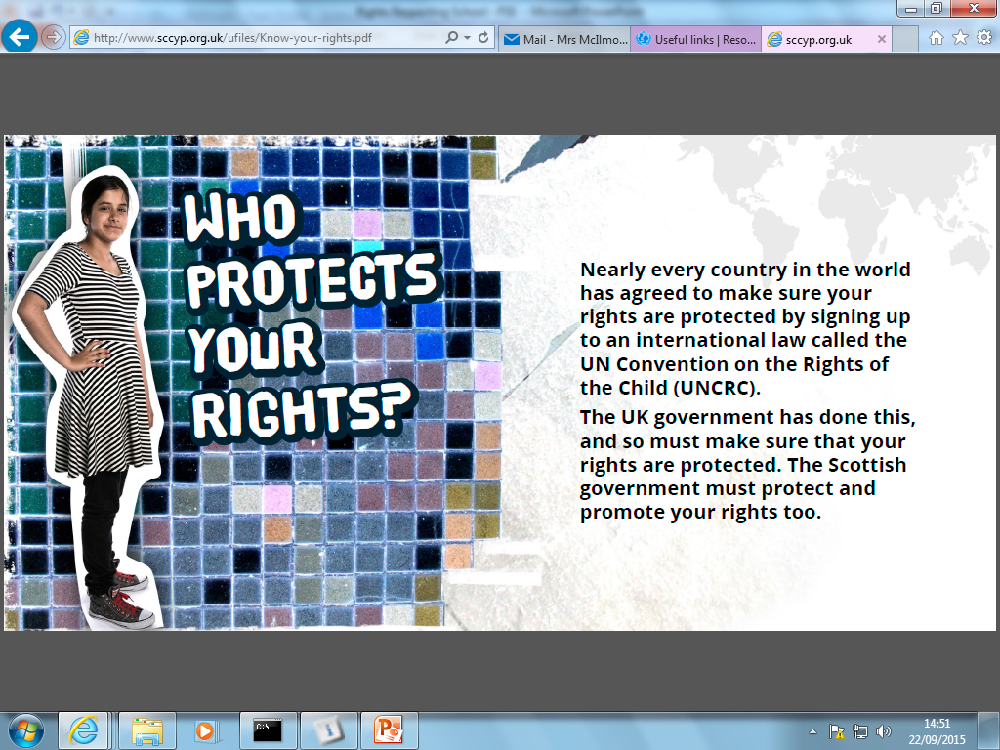 Rights Respecting School - PSE - Microsoft PowerPoint
http://www.sccyp.org.uk/ufiles/Know-your-rights.pdf
Mail - Mrs McIlmo...
Useful links | Reso...
sccyp.org.uk
WHO
PROTECTS
YOUR
RIGHTS?
Nearly every country in the world
has agreed to make sure your
rights are protected by signing up
to an international law called the
UN Convention on the Rights of
the Child (UNCRC).
The UK government has done this,
and so must make sure that your
rights are protected. The Scottish
government must protect and
promote your rights too.
C:\_
14:51
22/09/2015